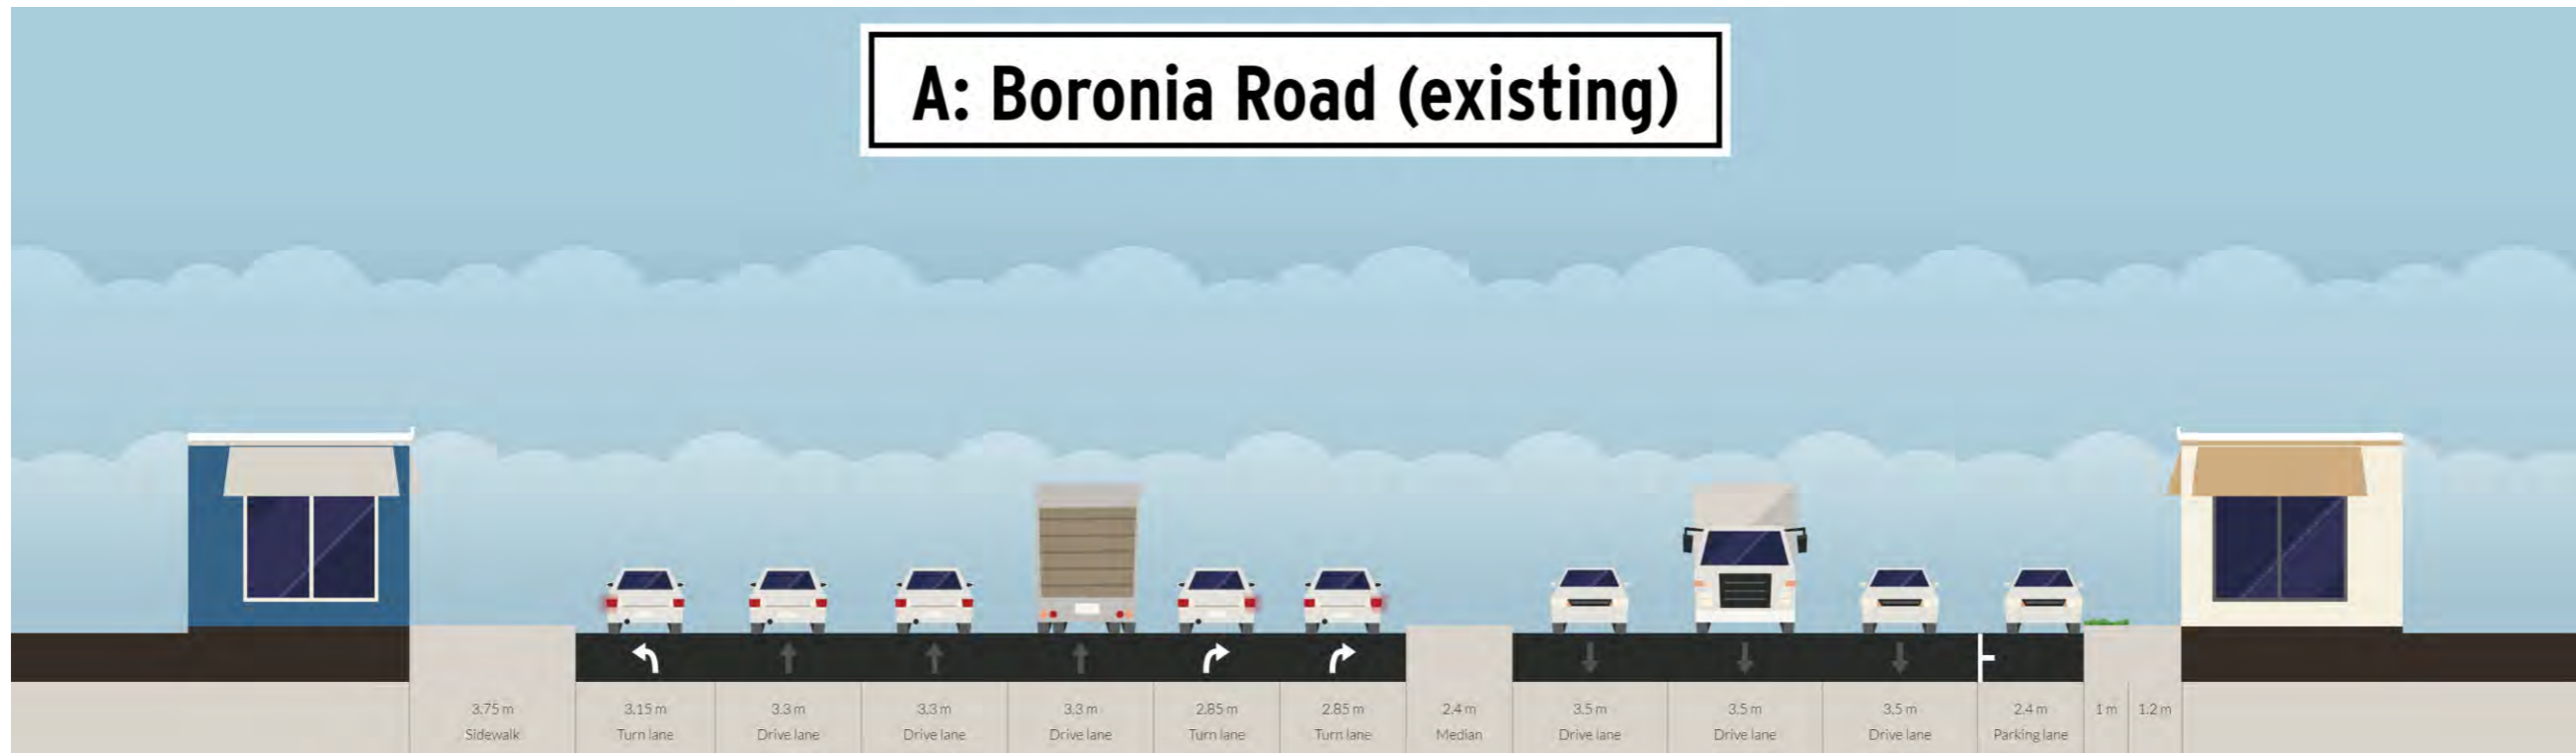 A: Boronia Road (existing)
3.75 m
Sidewalk
3.15 m
Turn lane
3.3 m
Drive lane
3.3 m
Drive lane
3.3 m
Drive lane
2.85 m
Turn lane
2.85 m
Turn lane
2.4 m
Median
3.5 m
Drive lane
3.5 m
Drive lane
3.5 m
Drive lane
2.4 m
Parking lane
1 m
1.2 m